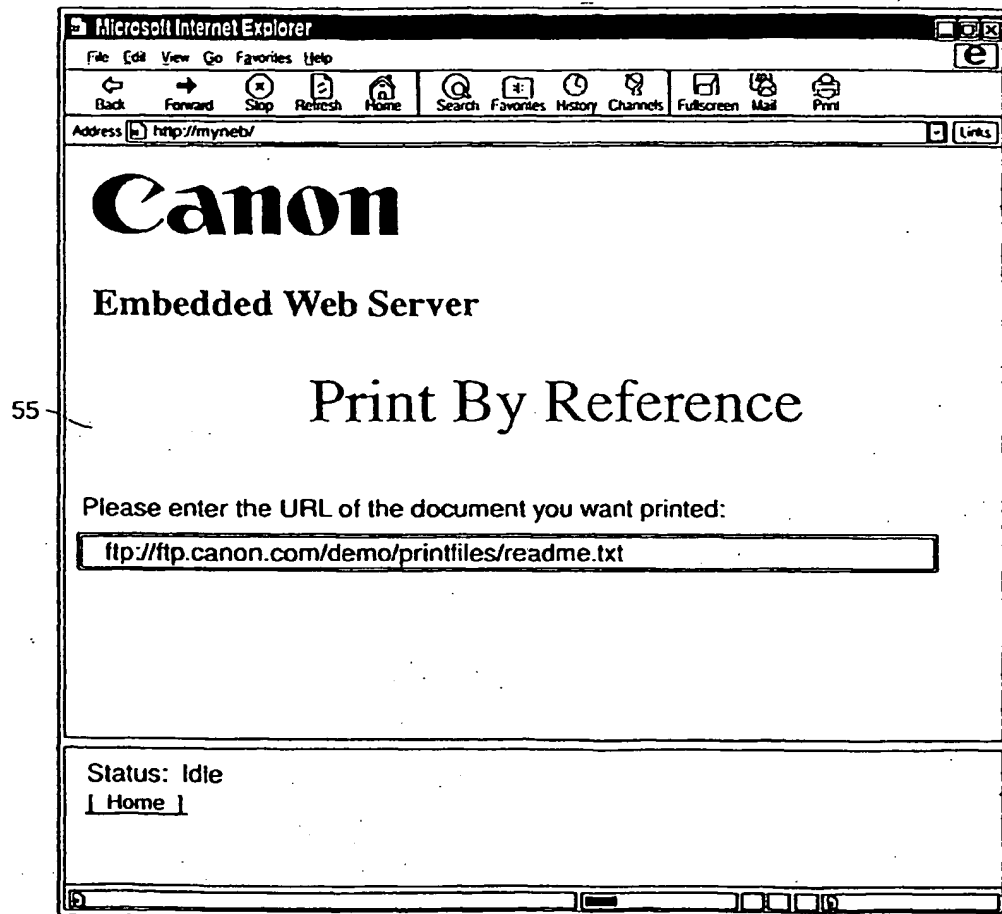 Microsoft Internet Explorer
File Edit View Go Favorites Help
Back Forward Stop Refresh Home Search Favorites History Channels Fullscreen Mail Print
Address http://myneb/ Links
Canon
Embedded Web Server
55
Print By Reference
Please enter the URL of the document you want printed:
ftp://ftp.canon.com/demo/printfiles/readme.txt
Status: Idle
[ Home ]